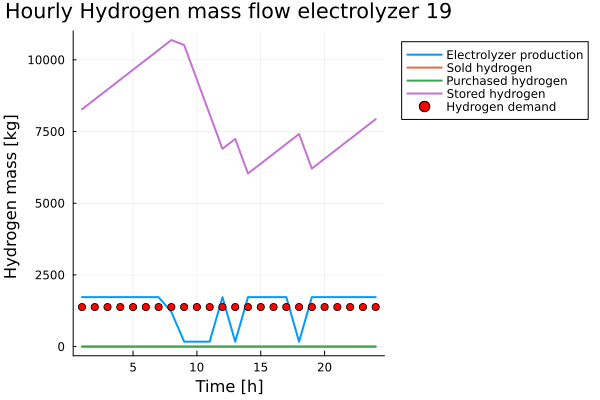 Hourly Hydrogen mass flow electrolyzer 19
Electrolyzer production
Sold hydrogen
Purchased hydrogen
Stored hydrogen
Hydrogen demand
Hydrogen mass [kg]
10000
7500
5000
2500
0
5 10 15 20
Time [h]